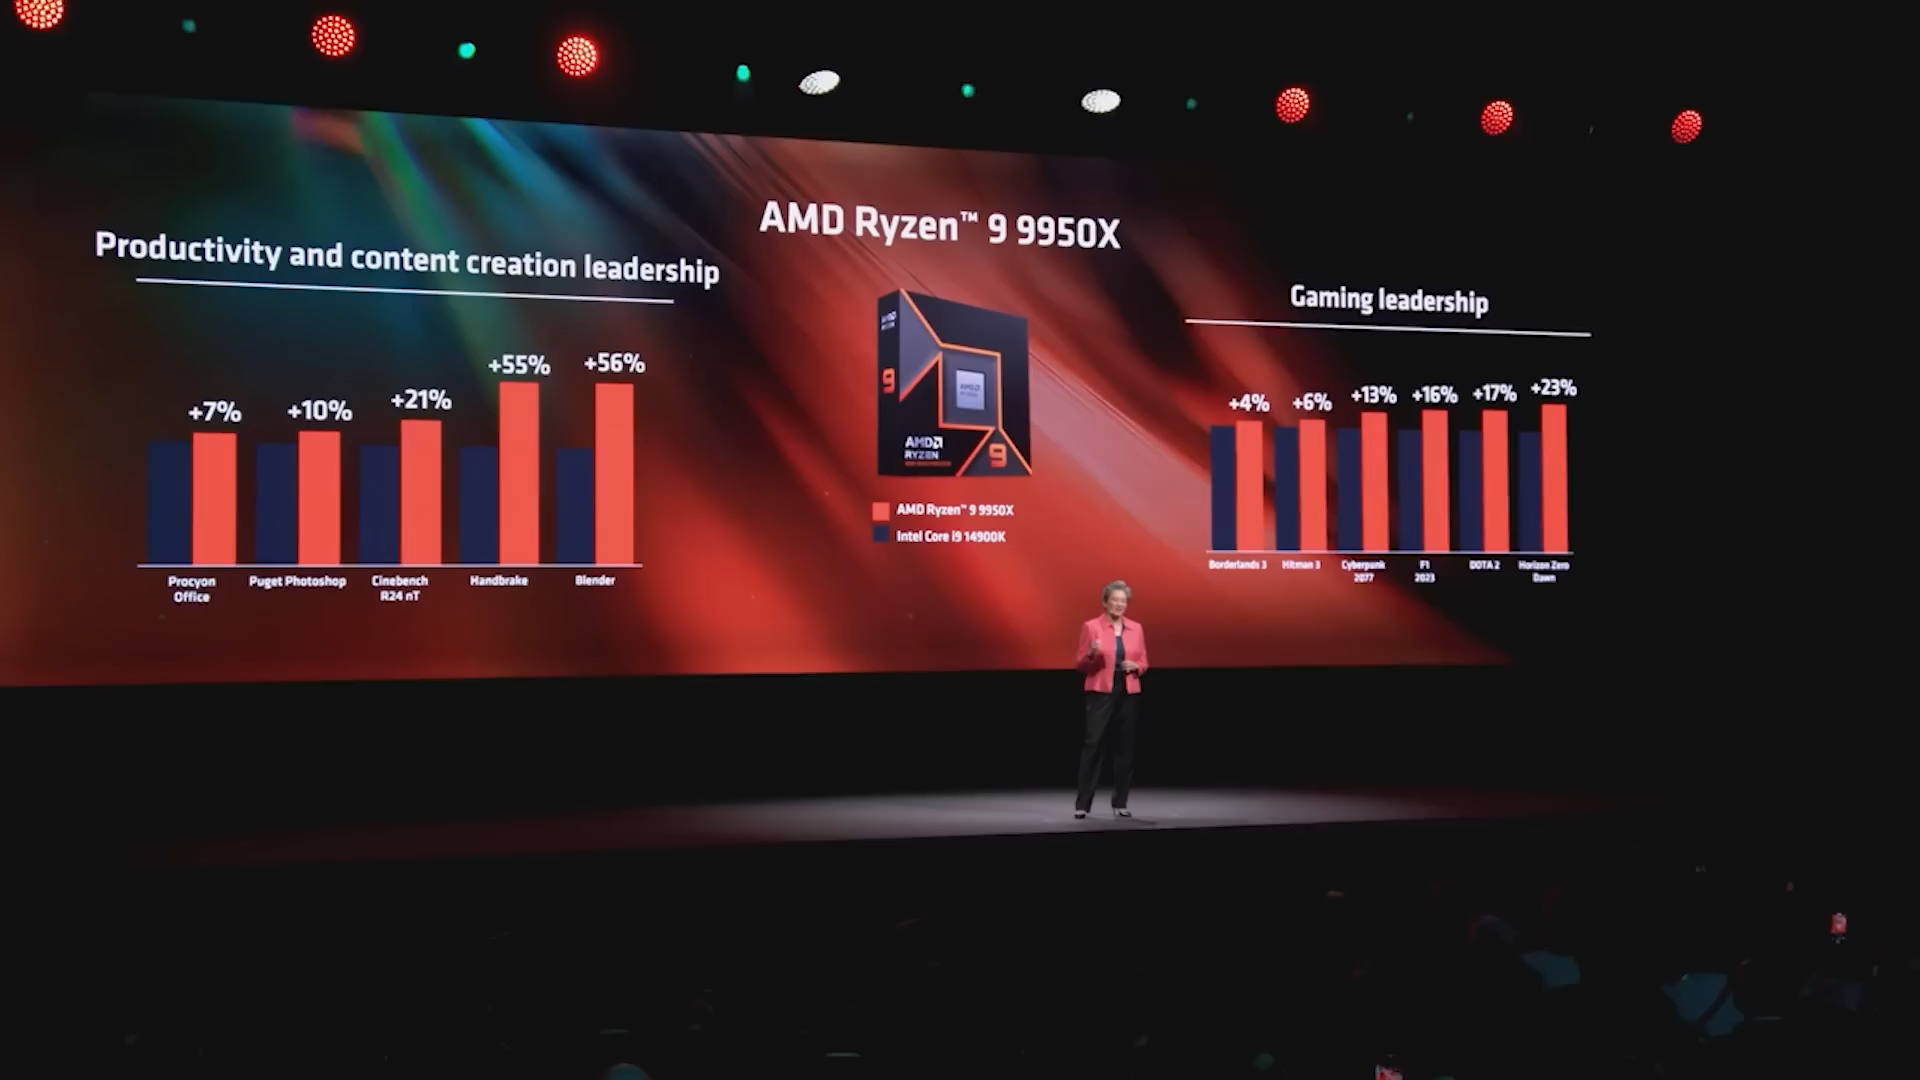 AMD Ryzen™ 9 9950X
Productivity and content creation leadership
+7%
+10%
+21%
+55%
+56%
Procyon
Office
Puget Photoshop
Cinebench
R24 nT
Handbrake
Blender
AMD
9
AMD
RYZEN
9
AMD Ryzen™ 9 9950X
Intel Core i9 14900K
Gaming leadership
+4%
+6%
+13%
+16%
+17%
+23%
Borderlands 3
Hitman 3
Cyberpunk
2077
F1
2023
DOTA 2
Horizon Zero
Dawn